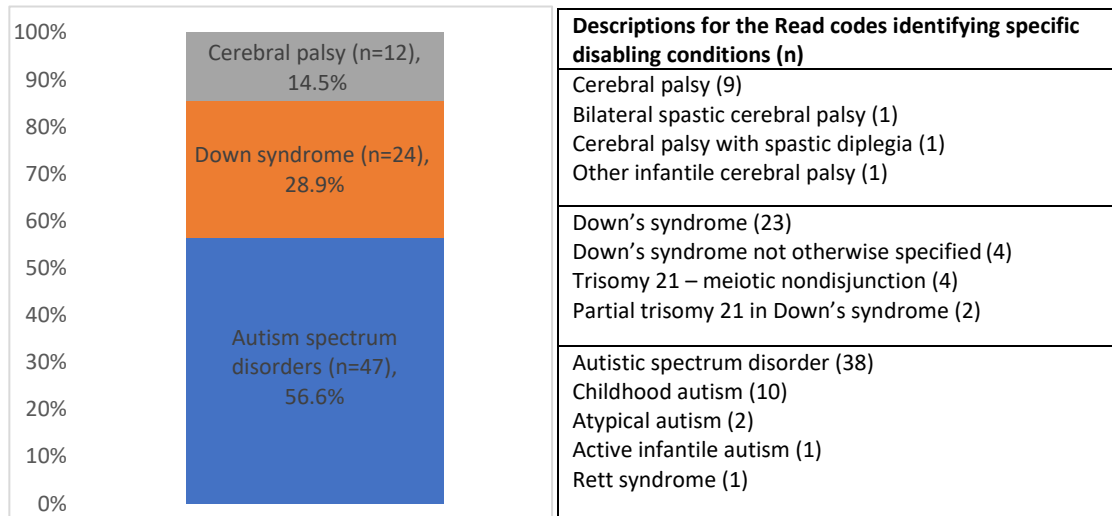 100%
90%
80%
70%
60%
50%
40%
30%
20%
10%
0%
Cerebral palsy (n=12),
14.5%
Down syndrome (n=24),
28.9%
Autism spectrum
disorders (n=47),
56.6%
Descriptions for the Read codes identifying specific
disabling conditions (n)
Cerebral palsy (9)
Bilateral spastic cerebral palsy (1)
Cerebral palsy with spastic diplegia (1)
Other infantile cerebral palsy (1)
Down’s syndrome (23)
Down’s syndrome not otherwise specified (4)
Trisomy 21 – meiotic nondisjunction (4)
Partial trisomy 21 in Down’s syndrome (2)
Autistic spectrum disorder (38)
Childhood autism (10)
Atypical autism (2)
Active infantile autism (1)
Rett syndrome (1)